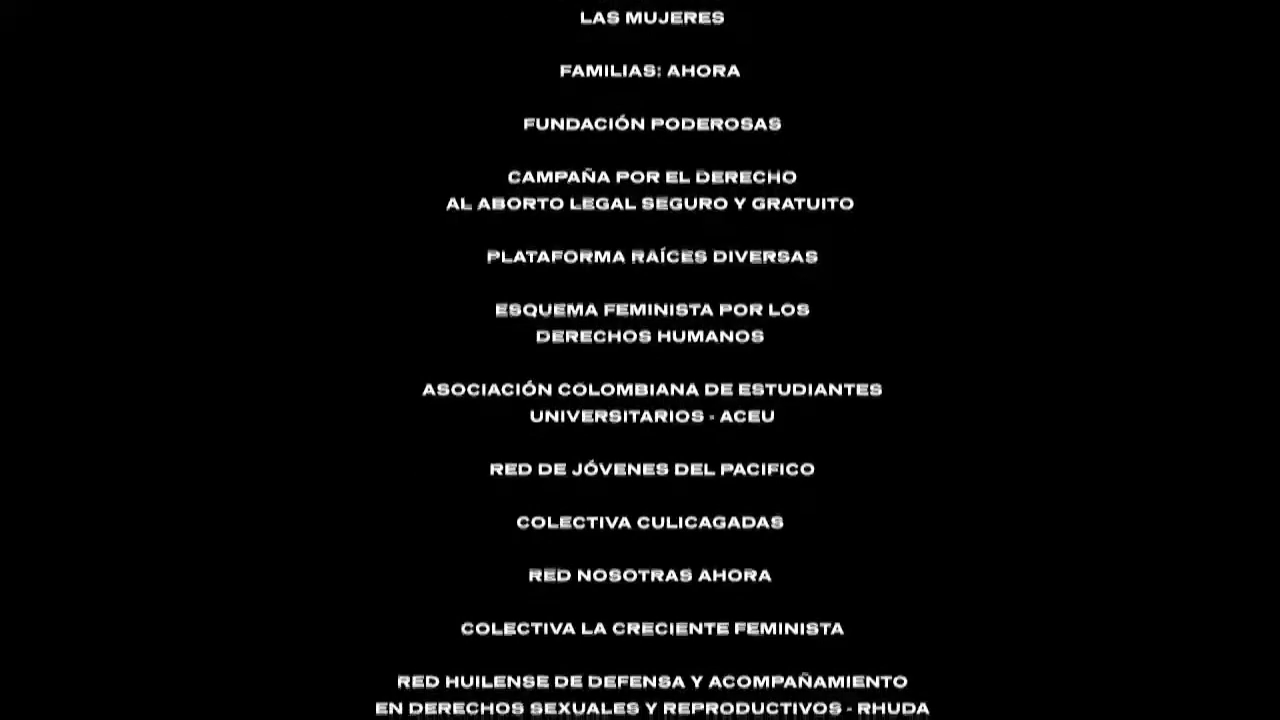 LAS MUJERES
FAMILIAS: AHORA
FUNDACIÓN PODEROSAS
CAMPAÑA POR EL DERECHO
AL ABORTO LEGAL SEGURO Y GRATUITO
PLATAFORMA RAÍCES DIVERSAS
ESQUEMA FEMINISTA POR LOS
DERECHOS HUMANOS
ASOCIACIÓN COLOMBIANA DE ESTUDIANTES
UNIVERSITARIOS - ACEU
RED DE JÓVENES DEL PACIFICO
COLECTIVA CULICAGADAS
RED NOSOTRAS AHORA
COLECTIVA LA CRECIENTE FEMINISTA
RED HUILENSE DE DEFENSA Y ACOMPAÑAMIENTO
EN DERECHOS SEXUALES Y REPRODUCTIVOS - RHUDA